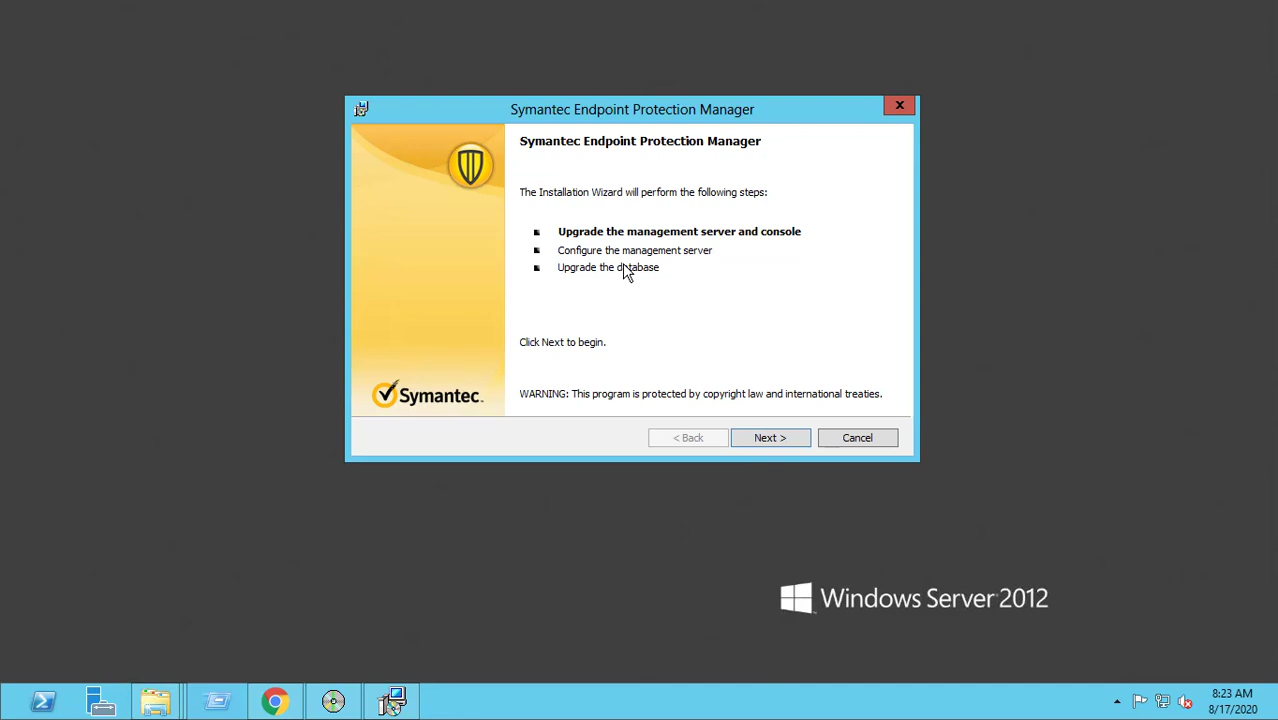 Symantec Endpoint Protection Manager
Symantec Endpoint Protection Manager
The Installation Wizard will perform the following steps:
Upgrade the management server and console
Configure the management server
Upgrade the database
Click Next to begin.
WARNING: This program is protected by copyright law and international treaties.
Symantec.
< Back
Next >
Cancel
Windows Server 2012
8:23 AM
8/17/2020